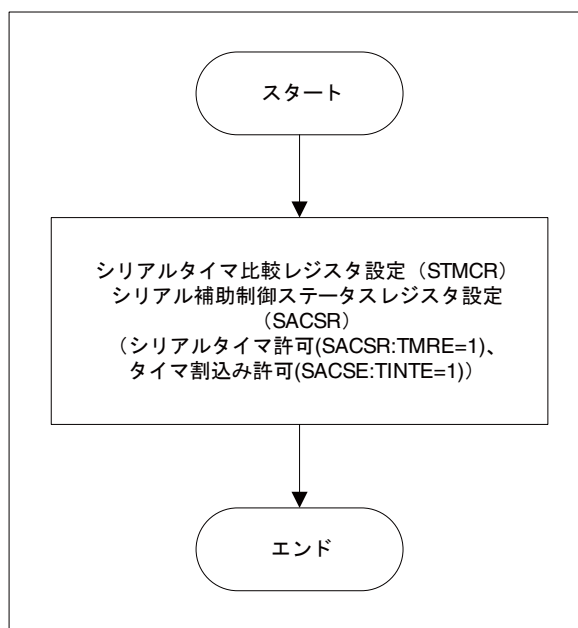 スタート
シリアルタイマ比較レジスタ設定（STMCR）
シリアル補助制御ステータスレジスタ設定
（SACSR）
（シリアルタイマ許可(SACSR:TMRE=1)、
タイマ割込み許可(SACSE:TINTE=1)）
エンド